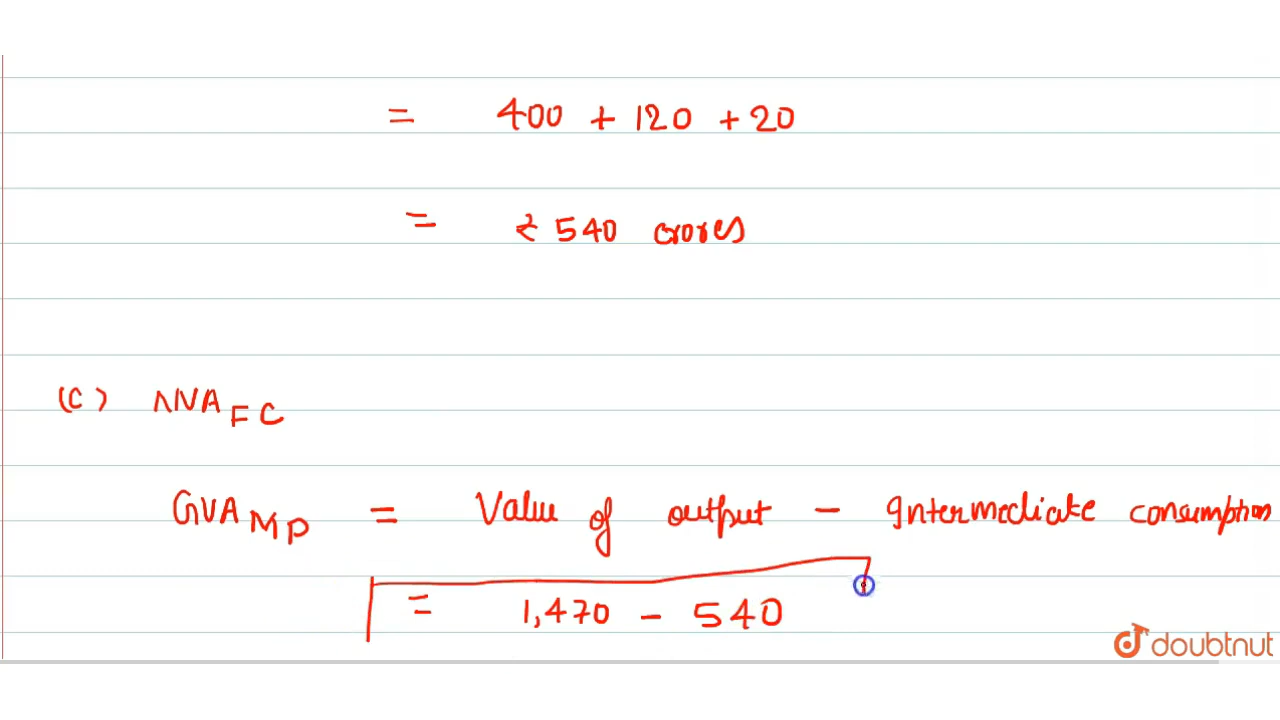 = 400 + 120 + 20
= ₹ 540 crores
(C) NVA FC
GVA MP = Value of output - Intermediate consumption
= 1,470 - 540
doubtnut